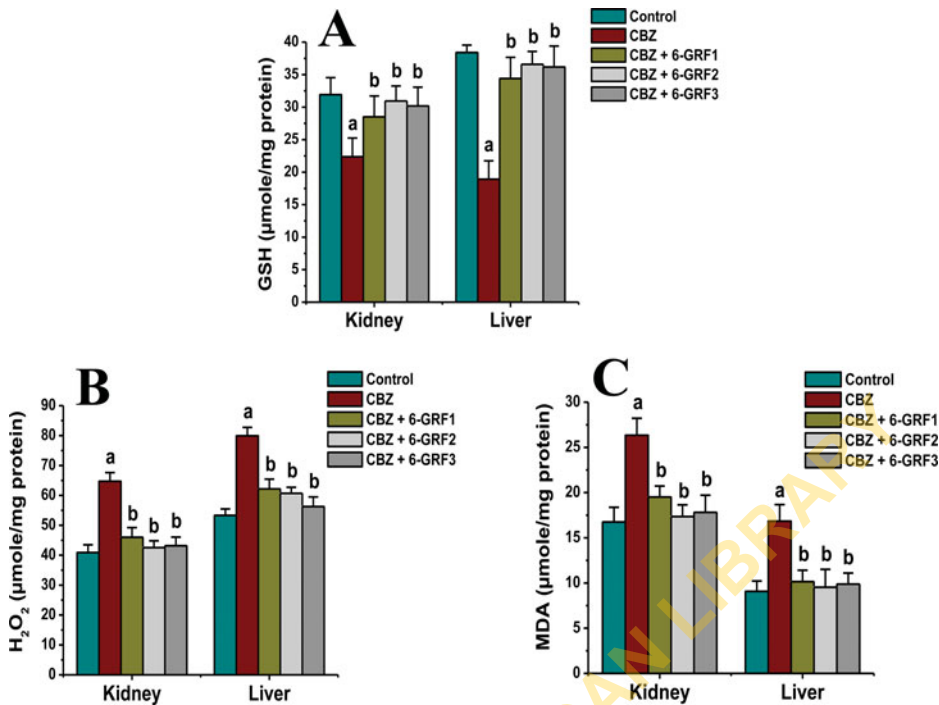 A
Control
CBZ
CBZ + 6-GRF1
CBZ + 6-GRF2
CBZ + 6-GRF3
GSH (µmole/mg protein)
40
35
30
25
20
15
10
5
0
a
b
b
b
a
b
b
b
Kidney
Liver
B
Control
CBZ
CBZ + 6-GRF1
CBZ + 6-GRF2
CBZ + 6-GRF3
H₂O₂ (µmole/mg protein)
90
80
70
60
50
40
30
20
10
0
a
b
b
b
a
b
b
b
Kidney
Liver
C
Control
CBZ
CBZ + 6-GRF1
CBZ + 6-GRF2
CBZ + 6-GRF3
MDA (µmole/mg protein)
30
25
20
15
10
5
0
a
b
b
b
a
b
b
b
Kidney
Liver
LIBRARY